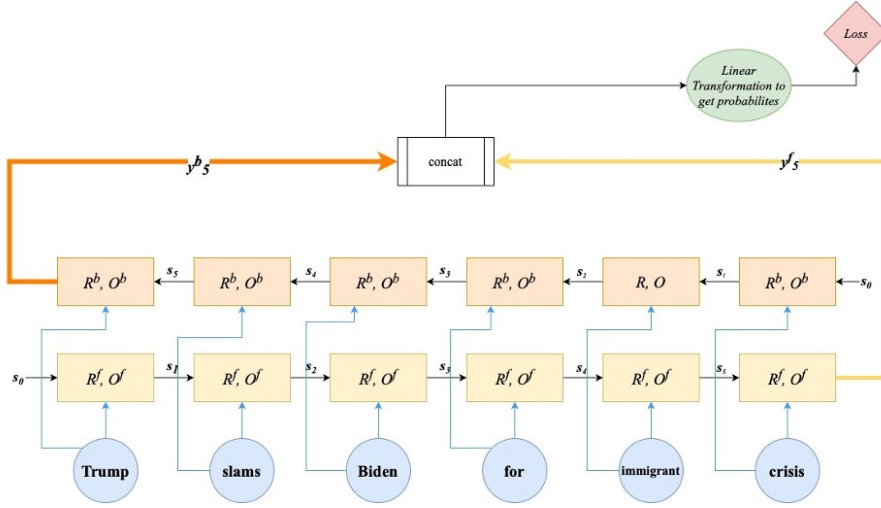 Loss
Linear
Transformation to
get probabilites
y^b_5
concat
y^f_5
R^b, O^b
s_5
R^b, O^b
s_4
R^b, O^b
s_3
R^b, O^b
s_2
R, O
s_1
R^b, O^b
s_0
s_0
R^f, O^f
s_1
R^f, O^f
s_2
R^f, O^f
s_3
R^f, O^f
s_4
R^f, O^f
s_5
R^f, O^f
Trump
slams
Biden
for
immigrant
crisis